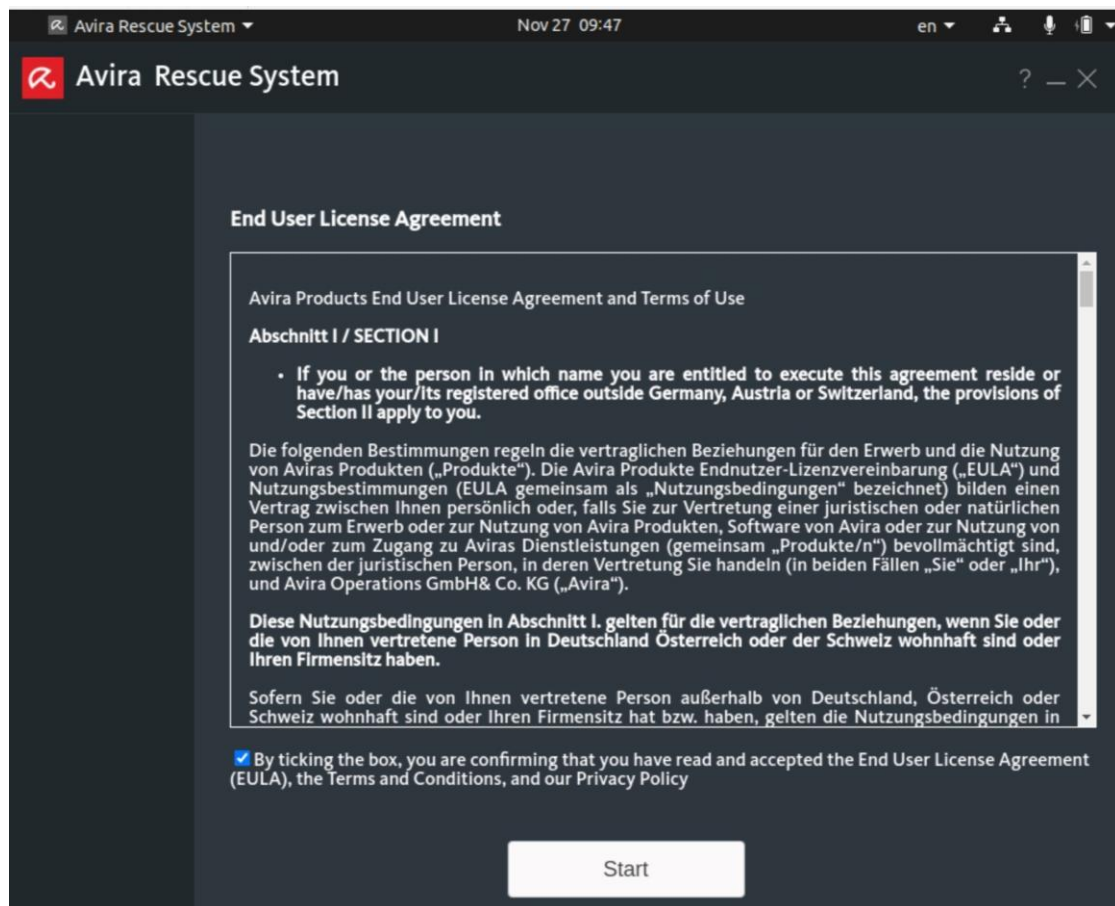 Avira Rescue System
Nov 27 09:47
en
Avira Rescue System
?
End User License Agreement
Avira Products End User License Agreement and Terms of Use
Abschnitt I / SECTION I
• If you or the person in which name you are entitled to execute this agreement reside or
have/has your/its registered office outside Germany, Austria or Switzerland, the provisions of
Section II apply to you.
Die folgenden Bestimmungen regeln die vertraglichen Beziehungen für den Erwerb und die Nutzung
von Aviras Produkten („Produkte“). Die Avira Produkte Endnutzer-Lizenzvereinbarung („EULA“) und
Nutzungsbestimmungen (EULA gemeinsam als „Nutzungsbedingungen“ bezeichnet) bilden einen
Vertrag zwischen Ihnen persönlich oder, falls Sie zur Vertretung einer juristischen oder natürlichen
Person zum Erwerb oder zur Nutzung von Avira Produkten, Software von Avira oder zur Nutzung von
und/oder zum Zugang zu Aviras Dienstleistungen (gemeinsam „Produkte/n“) bevollmächtigt sind,
zwischen der juristischen Person, in deren Vertretung Sie handeln (in beiden Fällen „Sie“ oder „Ihr“),
und Avira Operations GmbH& Co. KG („Avira“).
Diese Nutzungsbedingungen in Abschnitt I. gelten für die vertraglichen Beziehungen, wenn Sie oder
die von Ihnen vertretene Person in Deutschland Österreich oder der Schweiz wohnhaft sind oder
Ihren Firmensitz haben.
Sofern Sie oder die von Ihnen vertretene Person außerhalb von Deutschland, Österreich oder
Schweiz wohnhaft sind oder Ihren Firmensitz hat bzw. haben, gelten die Nutzungsbedingungen in
By ticking the box, you are confirming that you have read and accepted the End User License Agreement
(EULA), the Terms and Conditions, and our Privacy Policy
Start